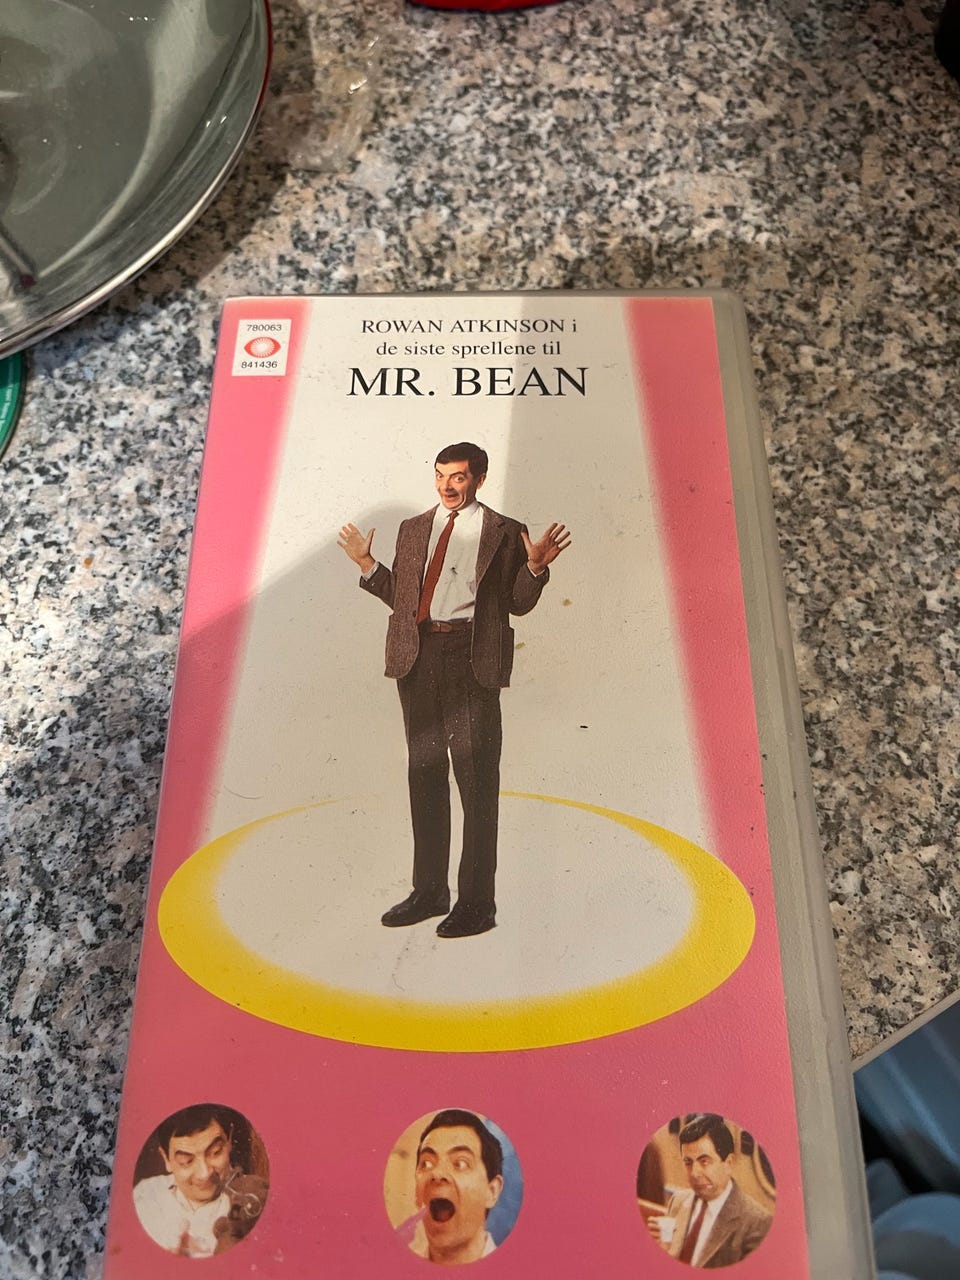 780063
841436
ROWAN ATKINSON i
de siste sprellene til
MR. BEAN